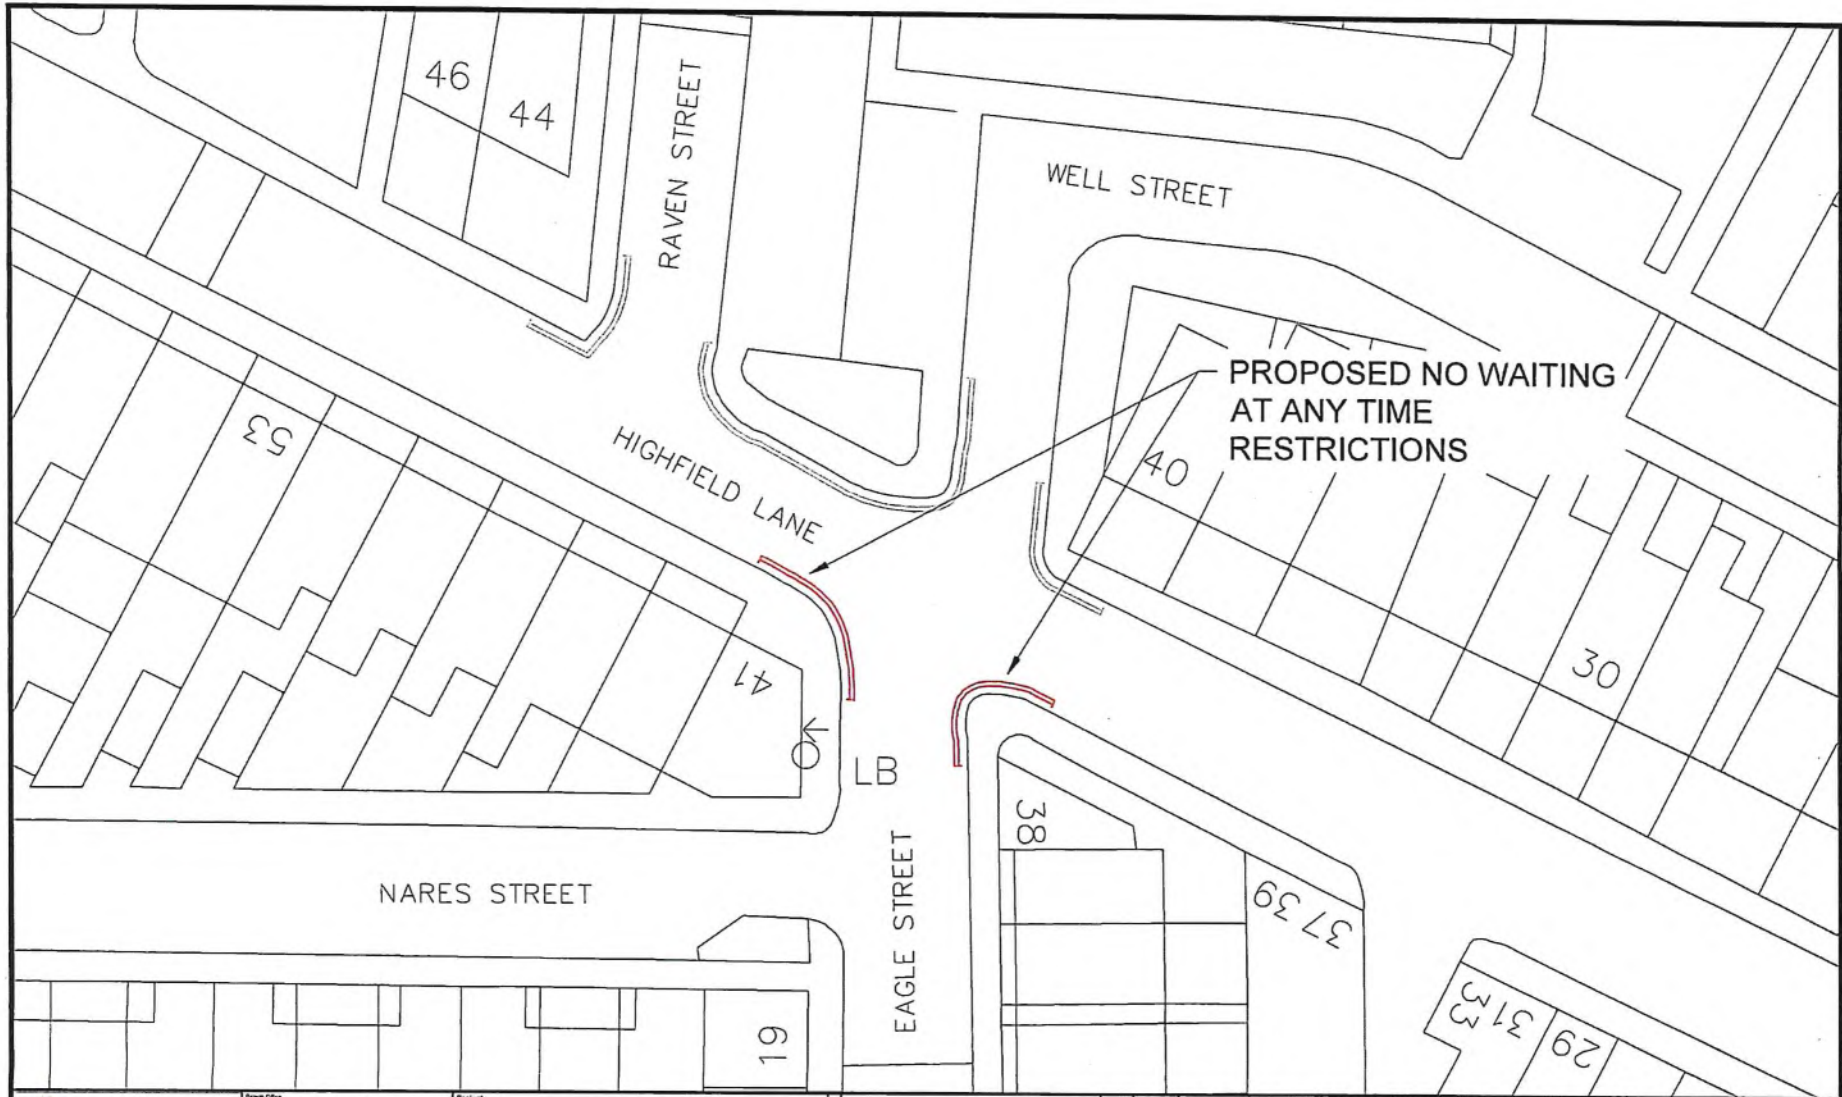 46
44
RAVEN STREET
WELL STREET
PROPOSED NO WAITING
AT ANY TIME
RESTRICTIONS
53
HIGHFIELD LANE
40
30
41
LB
38
NARES STREET
EAGLE STREET
37 39
33
31
29
19